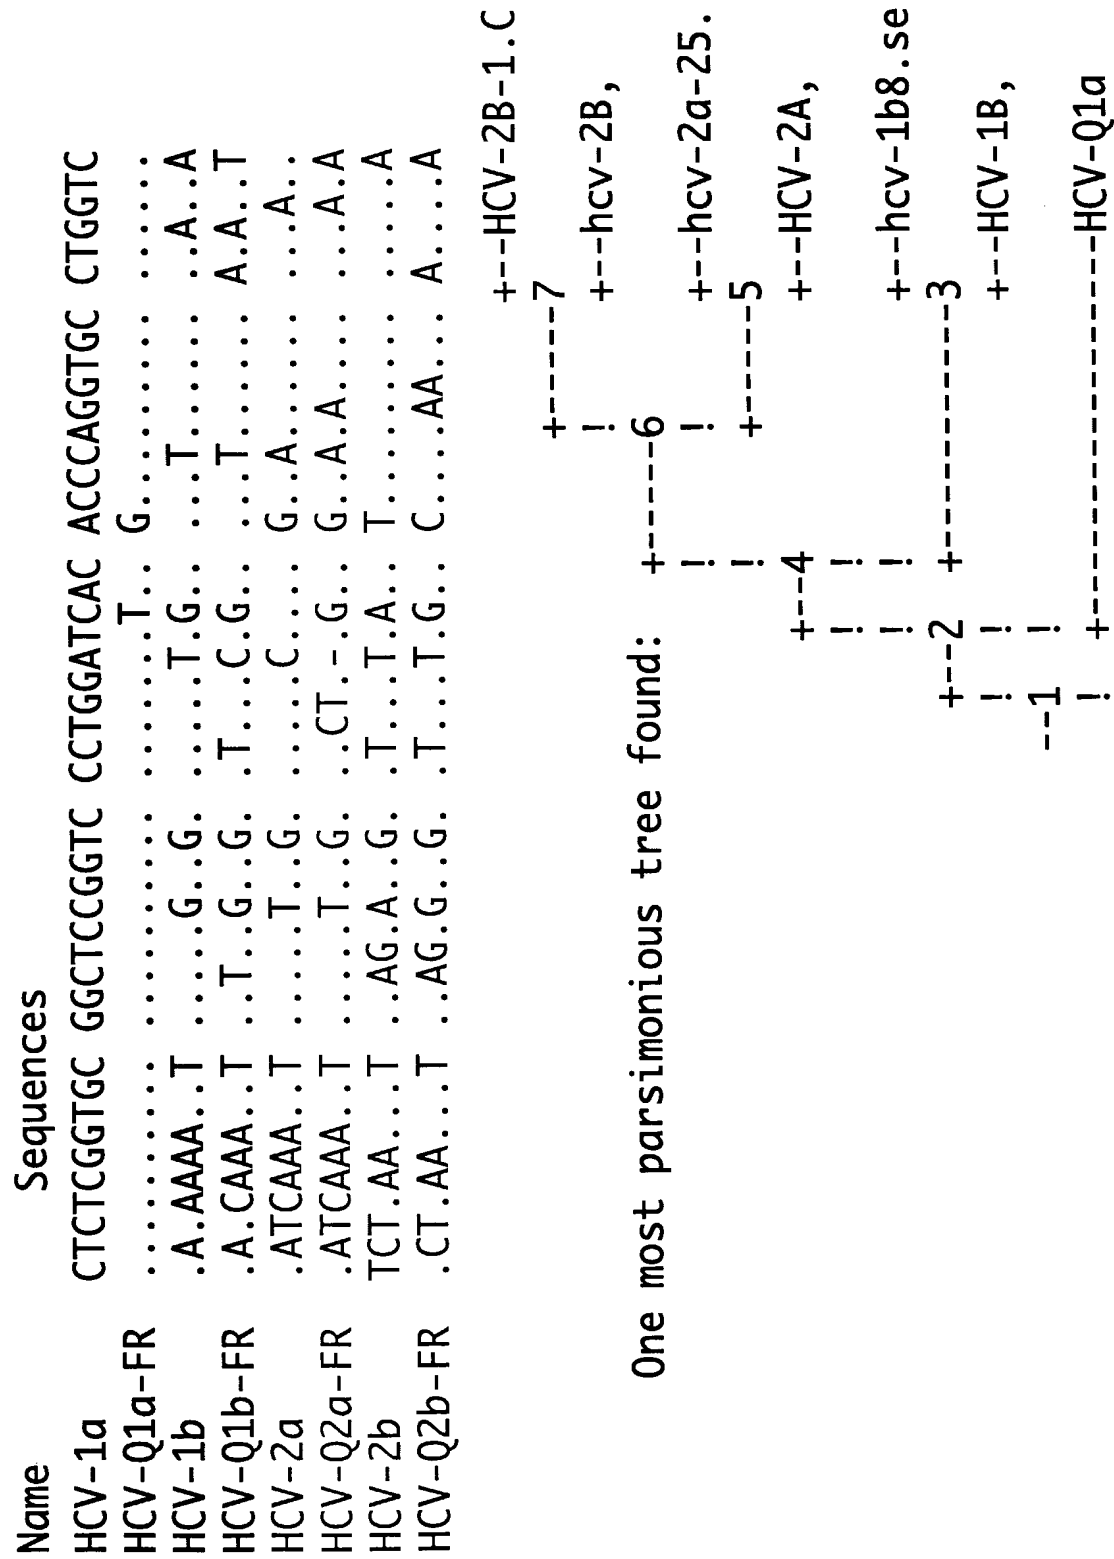 Name Sequences
HCV-1a CTCTCGGTGC GGCTCCGGTC CCTGGATCAC ACCCAGGTGC CTGGTC
HCV-Q1a-FR .......... .......... .......T.. G......... ......
HCV-1b .A.AAAA..T .....G..G. .....T.G.. ...T...... ..A..A
HCV-Q1b-FR .A.CAAA..T ..T..G..G. .T...C.G.. ...T...... A.A..T
HCV-2a .ATCAAA..T .....T..G. .....C.... G..A...... ...A..
HCV-Q2a-FR .ATCAAA..T .....T..G. ..CT.-.G.. G..A.A.... ...A.A
HCV-2b TCT.AA...T ..AG.A..G. .T...T.A.. T......... .....A
HCV-Q2b-FR .CT.AA...T ..AG.G..G. .T...T.G.. C....AA... A....A
One most parsimonious tree found:
+---HCV-2B-1.C
+------7
! +---hcv-2B,
+-----6
! ! +---hcv-2a-25.
! +------5
+--4 +---HCV-2A,
! !
! ! +---hcv-1b8.se
+--2 +------------3
! ! +---HCV-1B,
! !
--1 +----------------HCV-Q1a
!